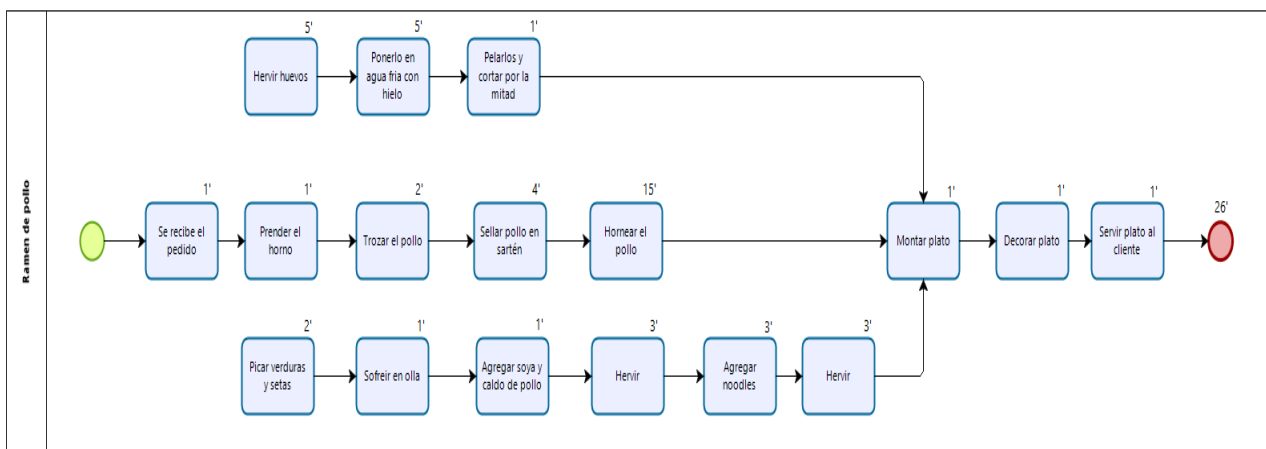 Ramen de pollo
5'
Hervir huevos
5'
Ponerlo en
agua fria con
hielo
1'
Pelarlos y
cortar por la
mitad
1'
Se recibe el
pedido
1'
Prender el
horno
2'
Trozar el pollo
4'
Sellar pollo en
sartén
15'
Hornear el
pollo
1'
Montar plato
1'
Decorar plato
1'
Servir plato al
cliente
26'
2'
Picar verduras
y setas
1'
Sofreir en olla
1'
Agregar soya y
caldo de pollo
3'
Hervir
3'
Agregar
noodles
3'
Hervir